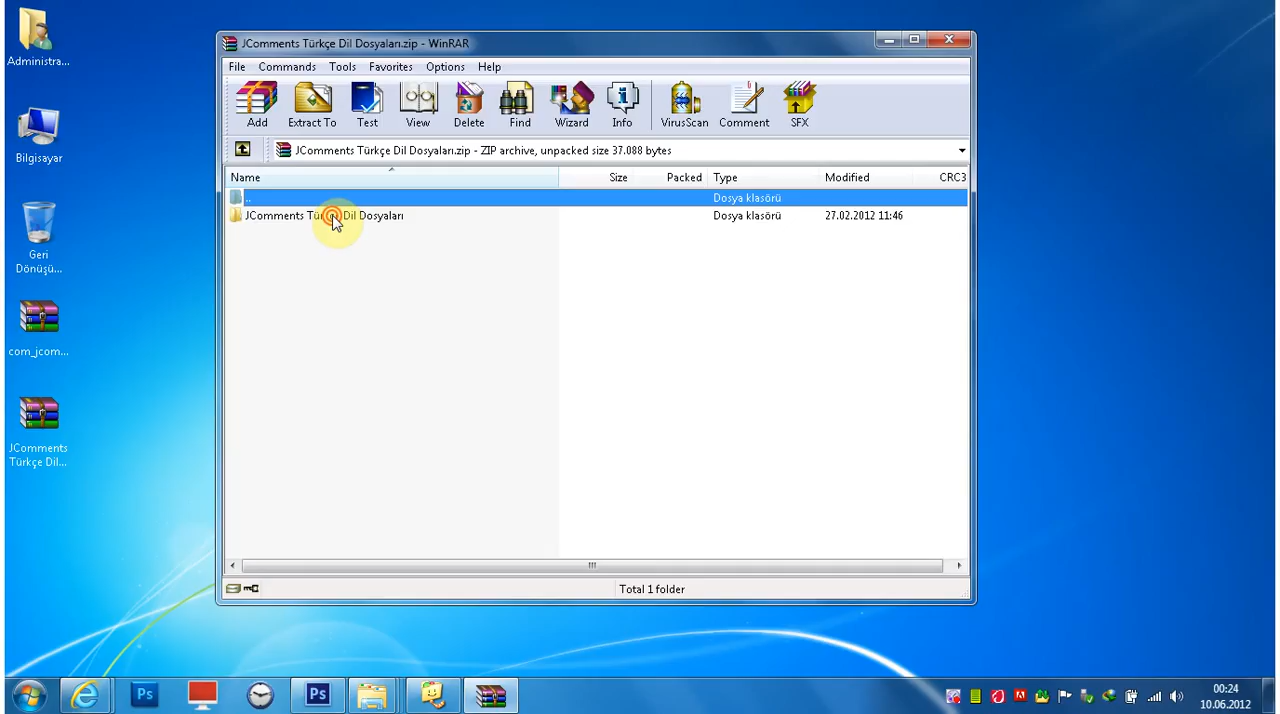 JComments Türkçe Dil Dosyaları.zip - WinRAR
File Commands Tools Favorites Options Help
Add Extract To Test View Delete Find Wizard Info VirusScan Comment SFX
JComments Türkçe Dil Dosyaları.zip - ZIP archive, unpacked size 37.088 bytes
Name Size Packed Type Modified CRC3
.. Dosya klasörü
JComments Türkçe Dil Dosyaları Dosya klasörü 27.02.2012 11:46
Total 1 folder
Administra...
Bilgisayar
Geri
Dönüşü...
com_jcom...
JComments
Türkçe Dil...
Ps
Ps
00:24
10.06.2012